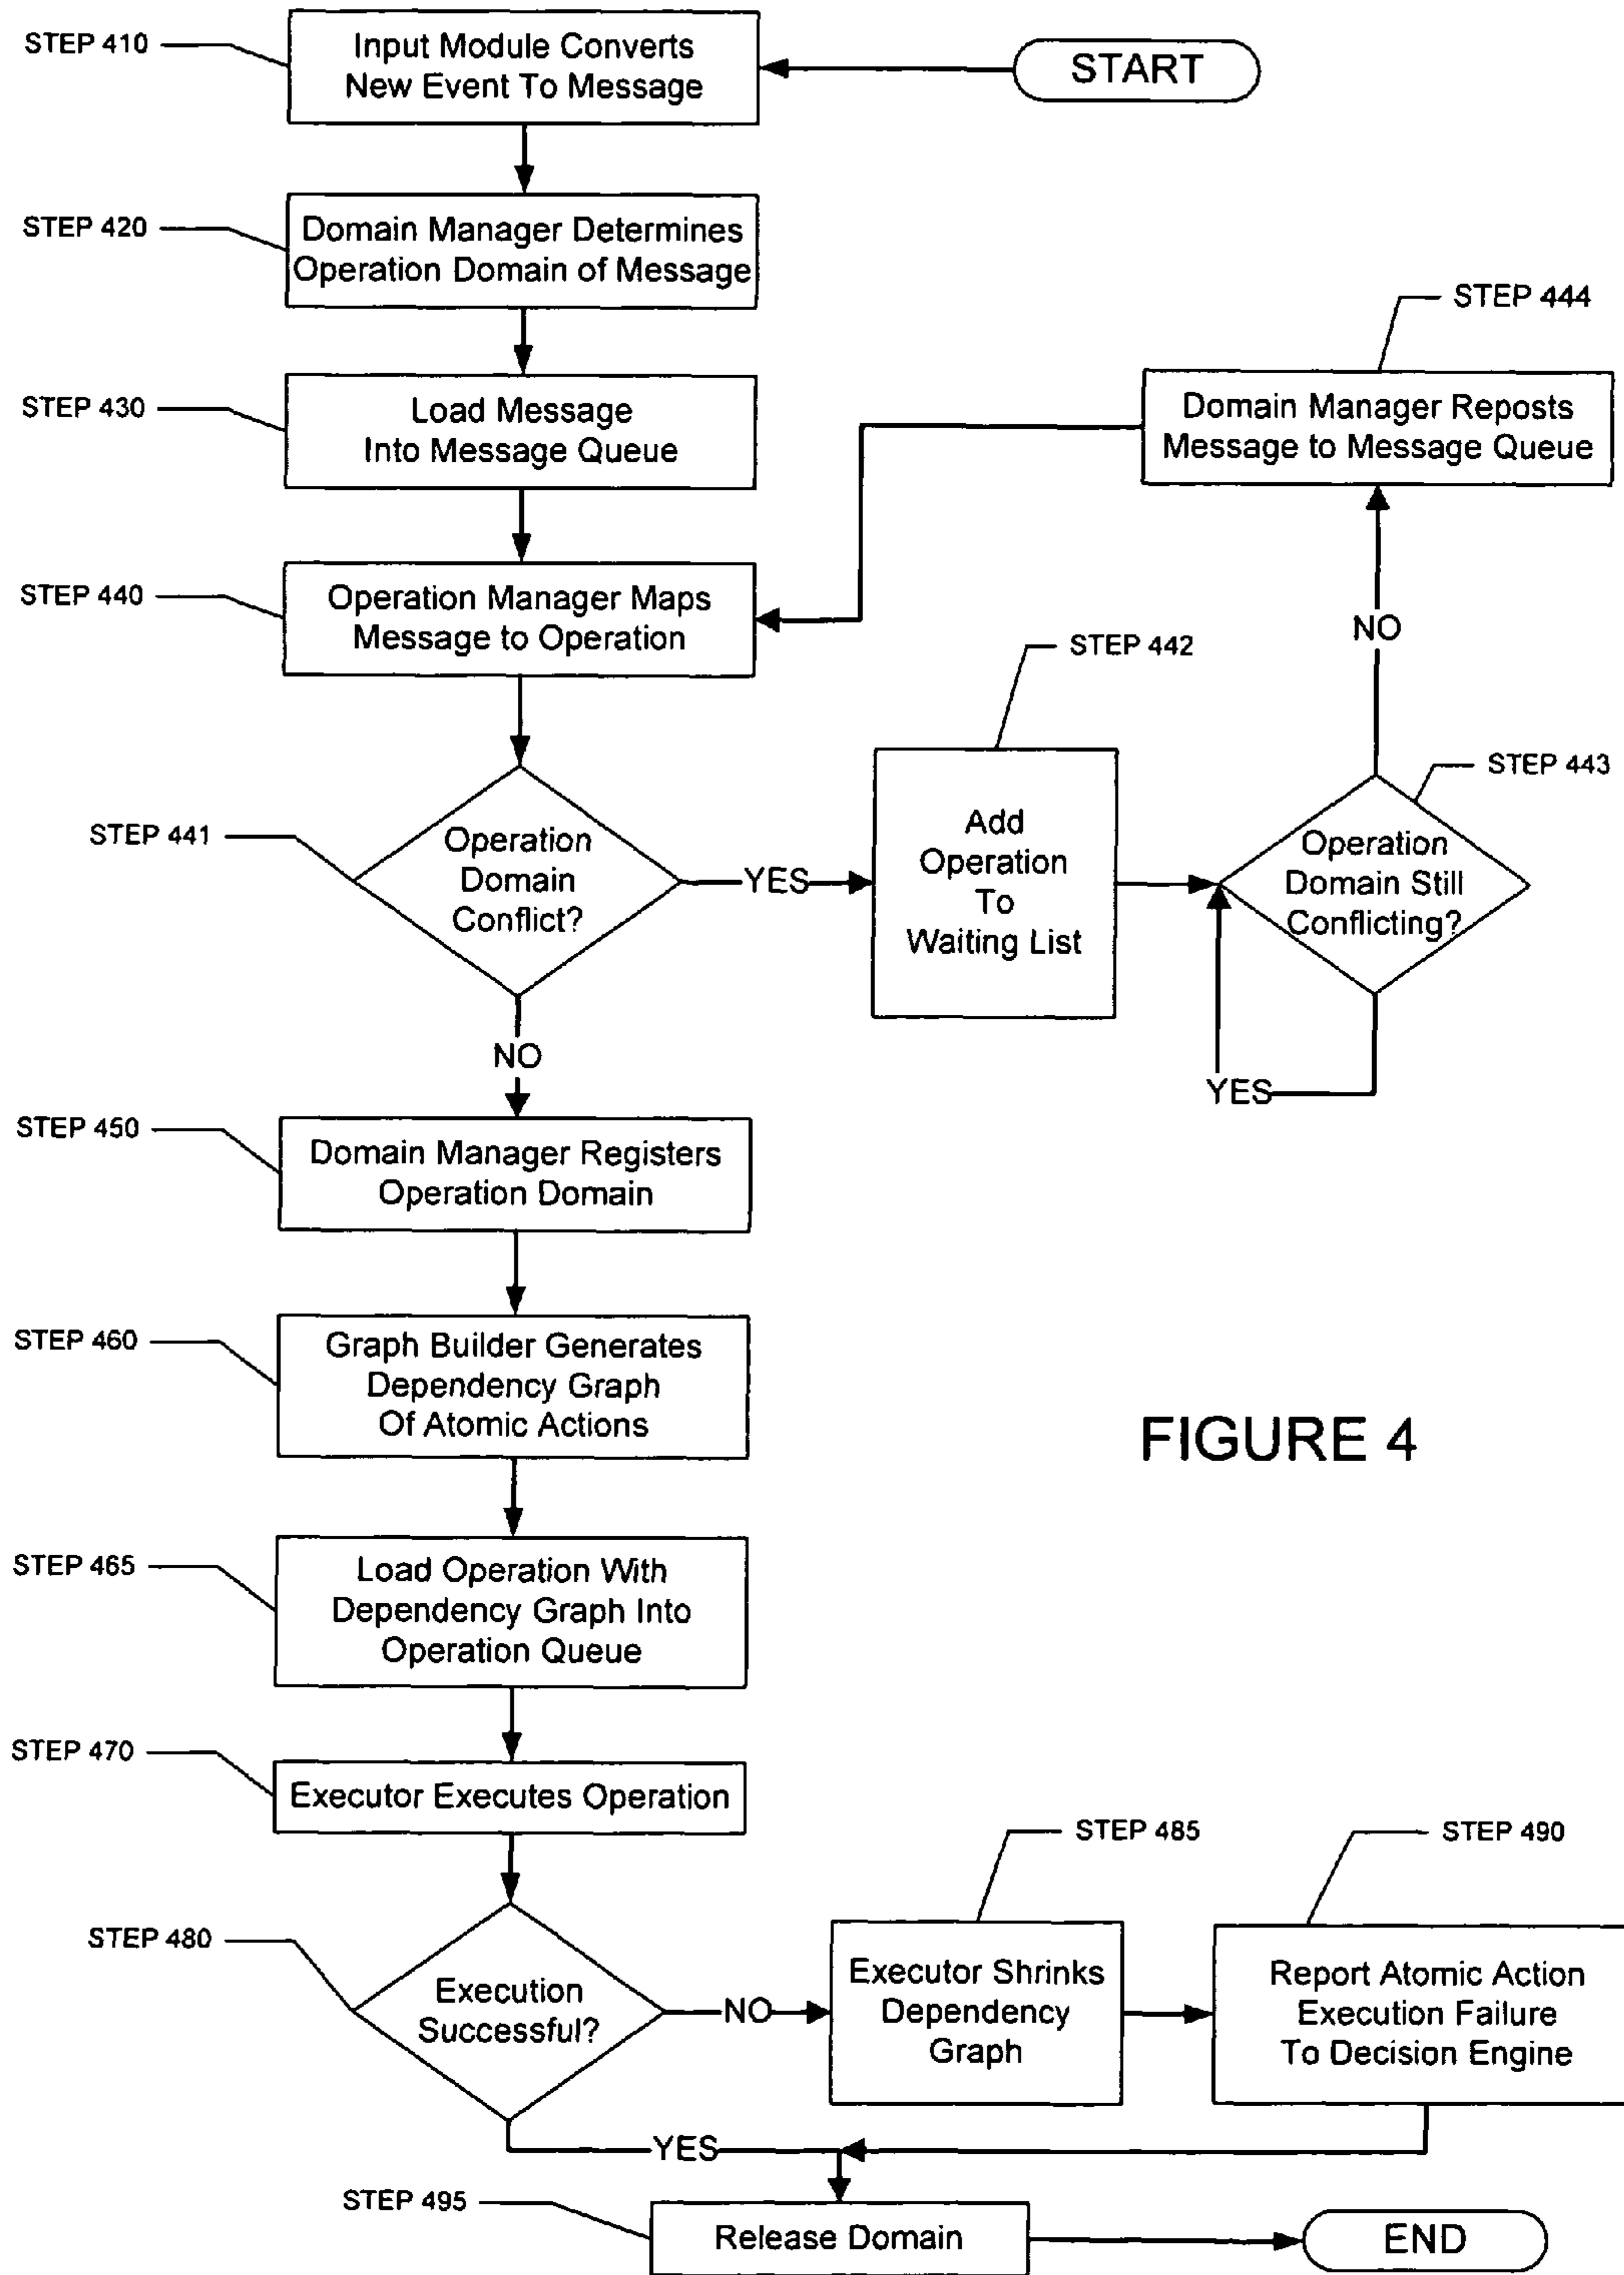 STEP 410
Input Module Converts
New Event To Message
START
STEP 420
Domain Manager Determines
Operation Domain of Message
STEP 430
Load Message
Into Message Queue
STEP 444
Domain Manager Reposts
Message to Message Queue
STEP 440
Operation Manager Maps
Message to Operation
NO
STEP 442
STEP 443
STEP 441
Operation
Domain
Conflict?
YES
Add
Operation
To
Waiting List
Operation
Domain Still
Conflicting?
YES
NO
STEP 450
Domain Manager Registers
Operation Domain
STEP 460
Graph Builder Generates
Dependency Graph
Of Atomic Actions
FIGURE 4
STEP 465
Load Operation With
Dependency Graph Into
Operation Queue
STEP 470
Executor Executes Operation
STEP 485
STEP 490
STEP 480
Execution
Successful?
NO
Executor Shrinks
Dependency
Graph
Report Atomic Action
Execution Failure
To Decision Engine
YES
STEP 495
Release Domain
END